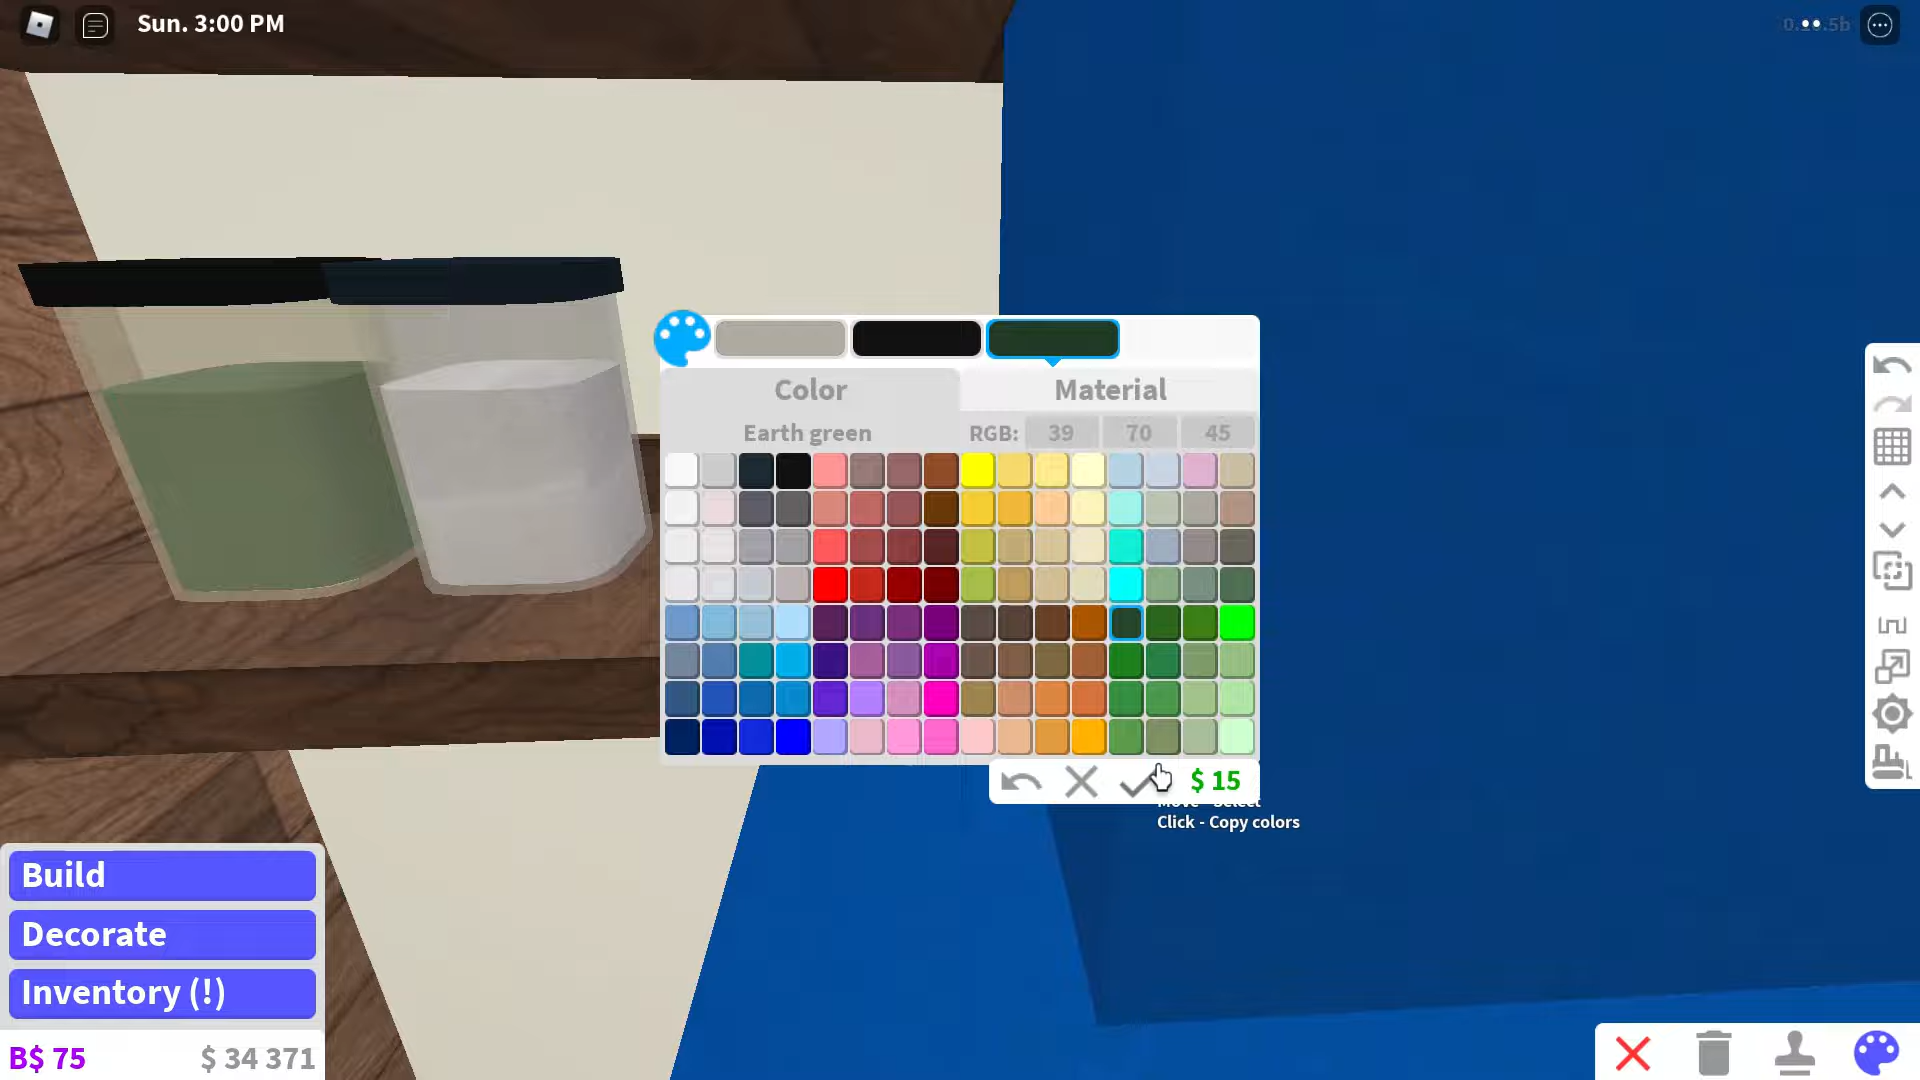 Sun. 3:00 PM
Color
Material
Earth green
RGB: 39 70 45
$ 15
Click - Copy colors
Build
Decorate
Inventory (!)
B$ 75
$ 34 371